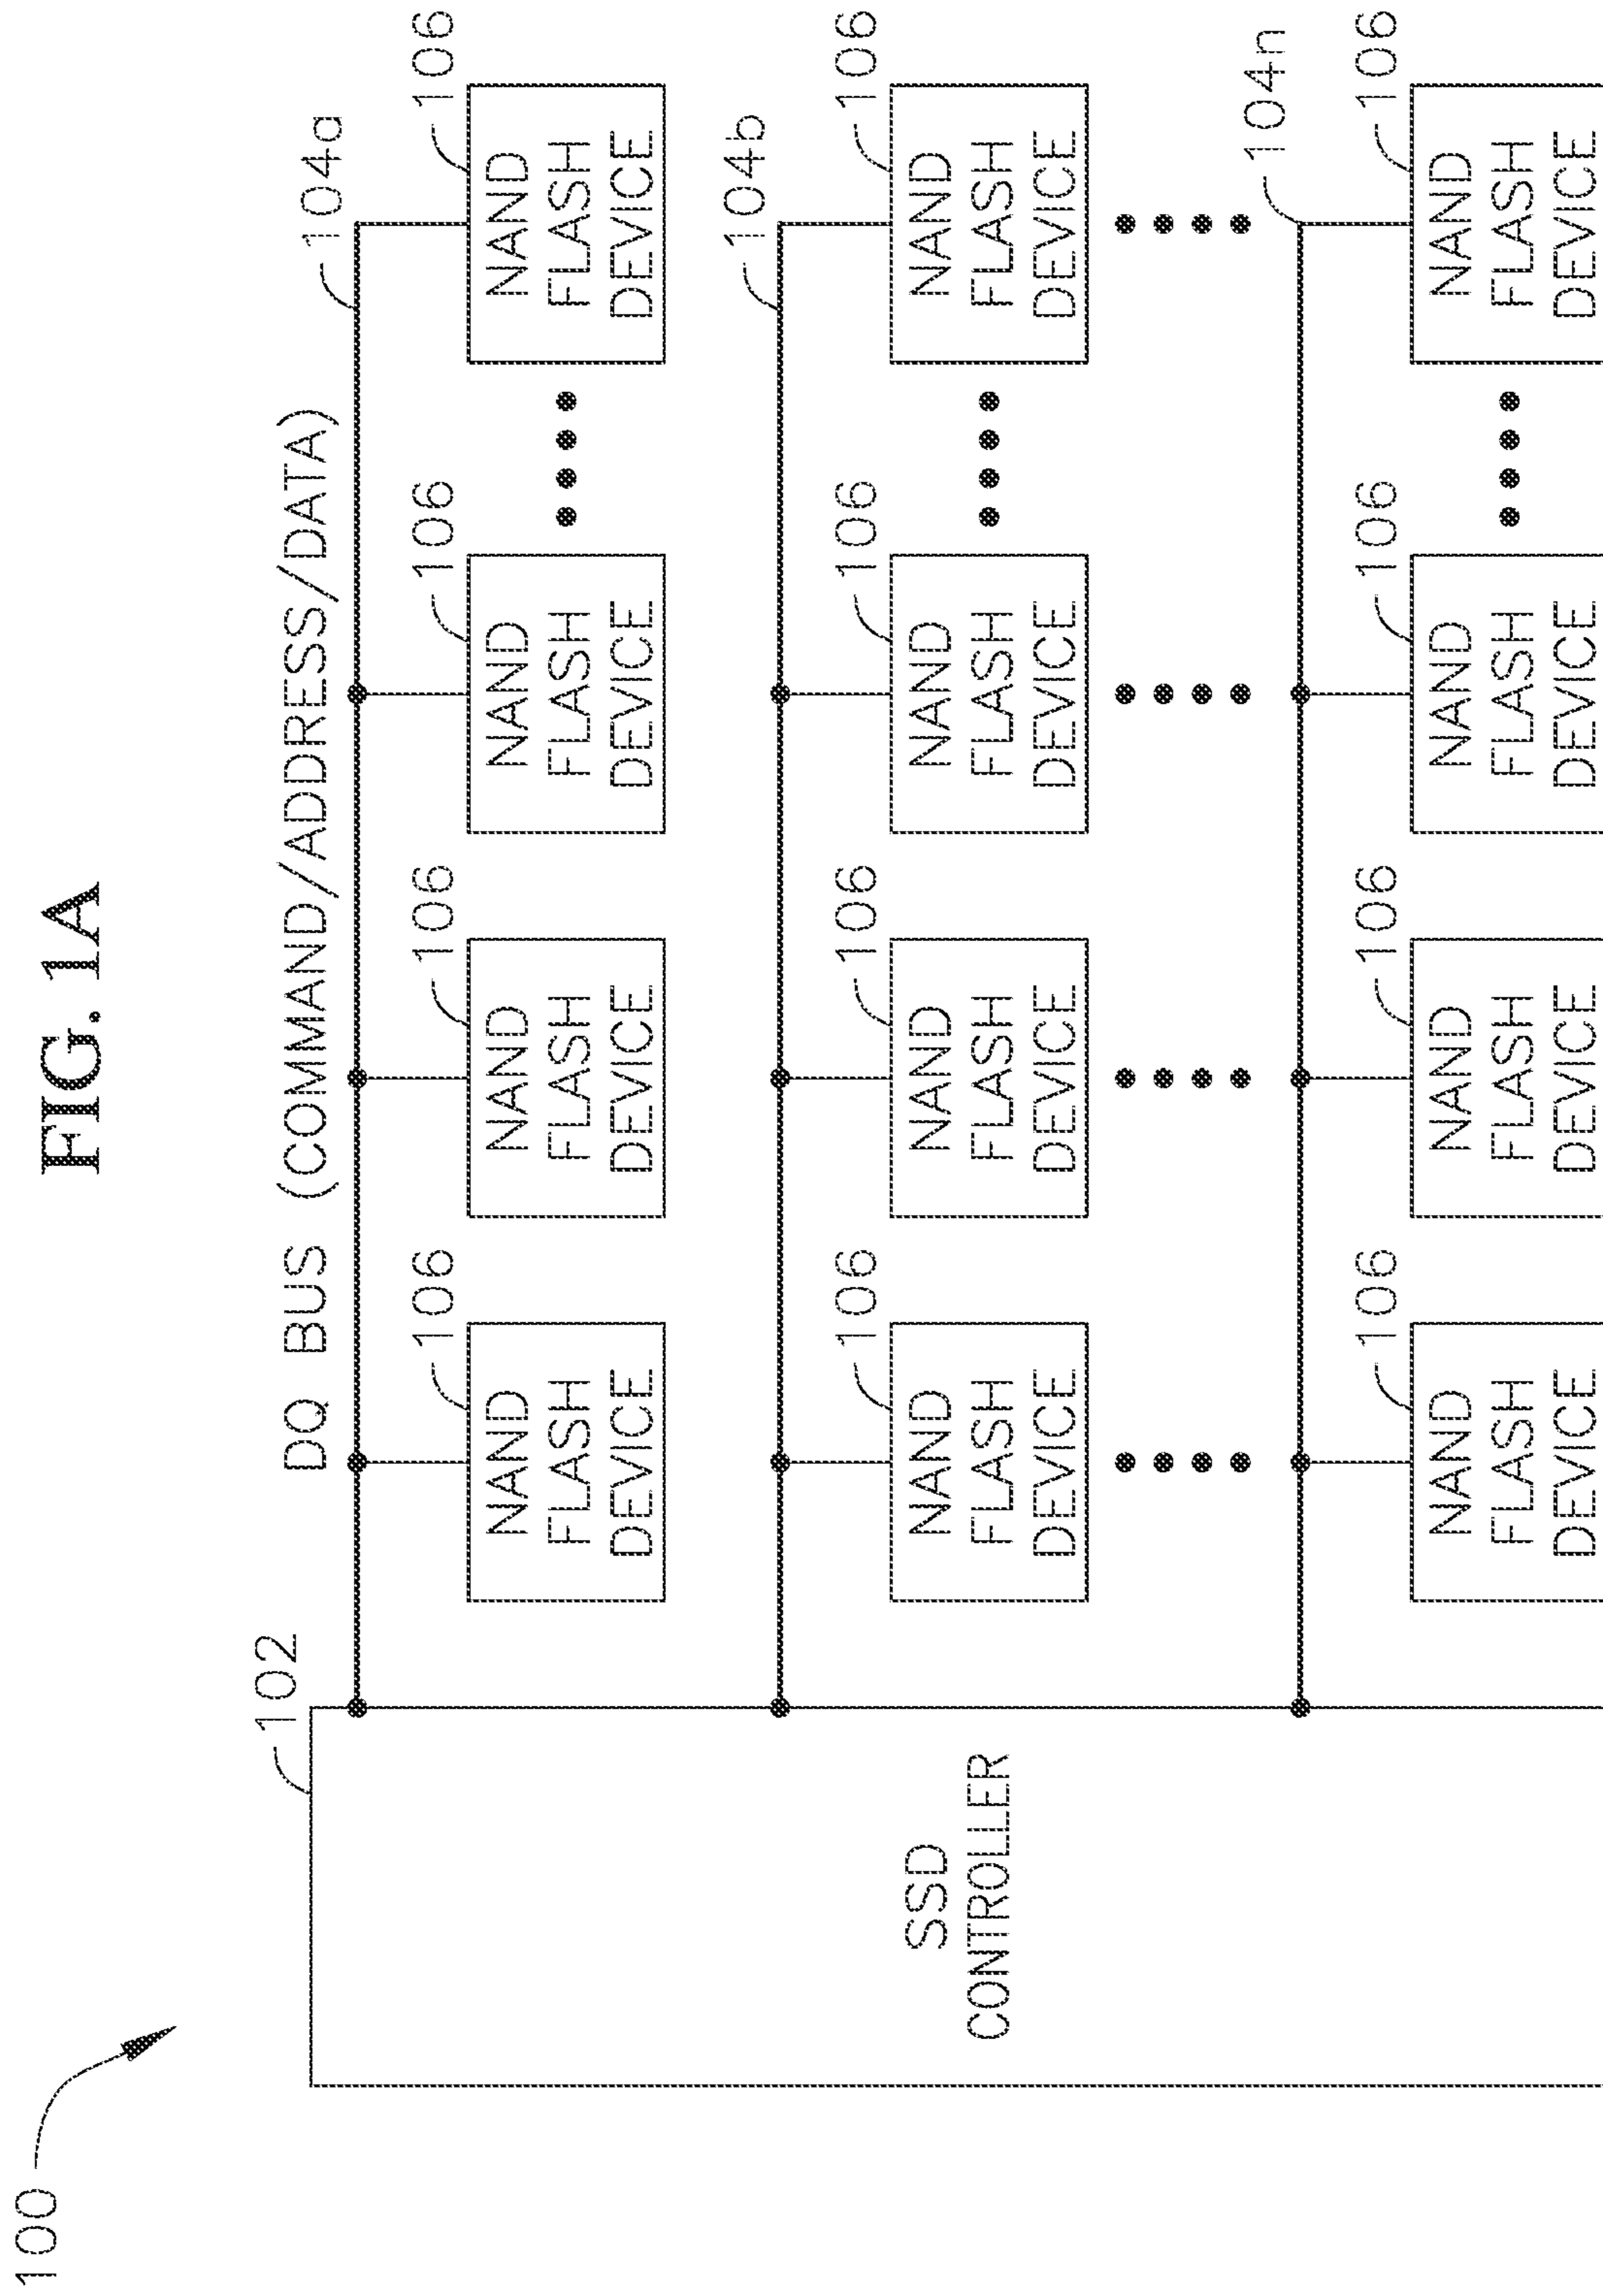 FIG. 1A
100
102
DQ BUS (COMMAND/ADDRESS/DATA)
104a
106
106
106
106
NAND
FLASH
DEVICE
NAND
FLASH
DEVICE
NAND
FLASH
DEVICE
NAND
FLASH
DEVICE
104b
106
106
106
106
SSD
CONTROLLER
NAND
FLASH
DEVICE
NAND
FLASH
DEVICE
NAND
FLASH
DEVICE
NAND
FLASH
DEVICE
104n
106
106
106
106
NAND
FLASH
DEVICE
NAND
FLASH
DEVICE
NAND
FLASH
DEVICE
NAND
FLASH
DEVICE